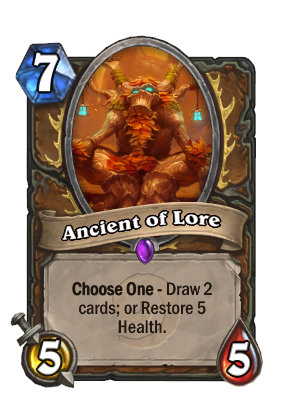 7
Ancient of Lore
Choose One - Draw 2
cards; or Restore 5
Health.
5
5